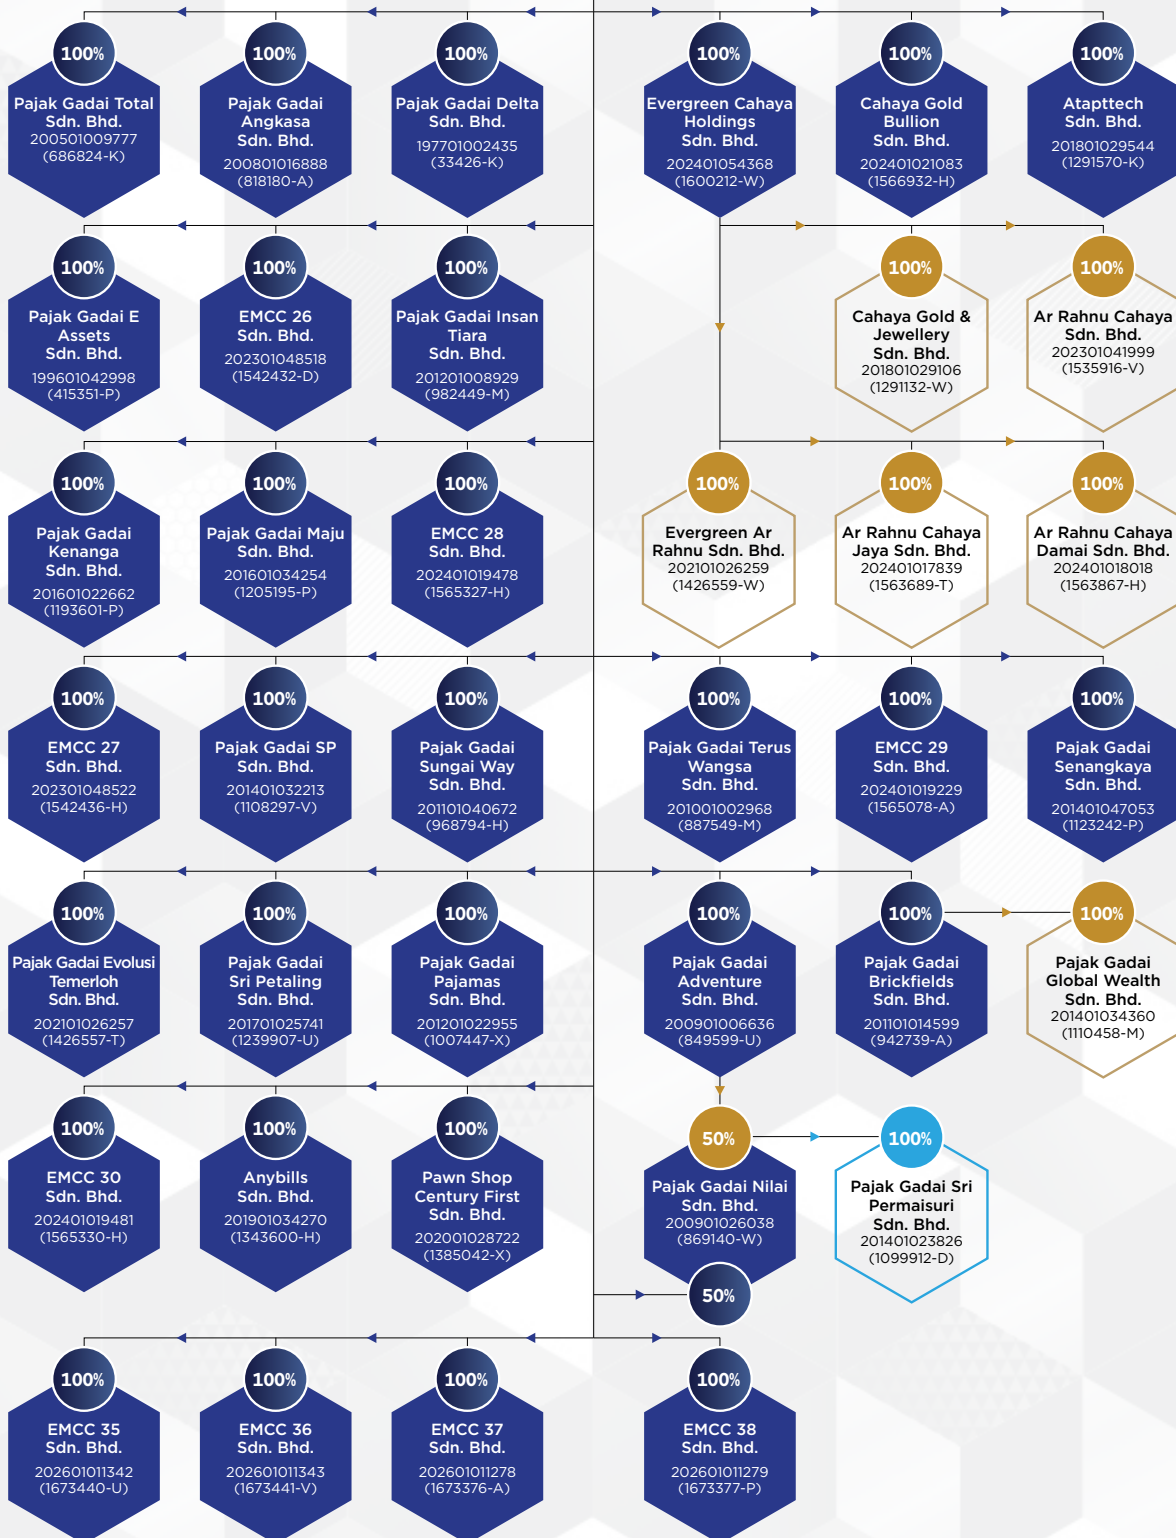 100%
Pajak Gadai Total
Sdn. Bhd.
200501009777
(686824-K)
100%
Pajak Gadai
Angkasa
Sdn. Bhd.
200801016888
(818180-A)
100%
Pajak Gadai Delta
Sdn. Bhd.
197701002435
(33426-K)
100%
Evergreen Cahaya
Holdings
Sdn. Bhd.
202401054368
(1600212-W)
100%
Cahaya Gold
Bullion
Sdn. Bhd.
202401021083
(1566932-H)
100%
Atapttech
Sdn. Bhd.
201801029544
(1291570-K)
100%
Pajak Gadai E
Assets
Sdn. Bhd.
199601042998
(415351-P)
100%
EMCC 26
Sdn. Bhd.
202301048518
(1542432-D)
100%
Pajak Gadai Insan
Tiara
Sdn. Bhd.
201201008929
(982449-M)
100%
Cahaya Gold &
Jewellery
Sdn. Bhd.
201801029106
(1291132-W)
100%
Ar Rahnu Cahaya
Sdn. Bhd.
202301041999
(1535916-V)
100%
Pajak Gadai
Kenanga
Sdn. Bhd.
201601022662
(1193601-P)
100%
Pajak Gadai Maju
Sdn. Bhd.
201601034254
(1205195-P)
100%
EMCC 28
Sdn. Bhd.
202401019478
(1565327-H)
100%
Evergreen Ar
Rahnu Sdn. Bhd.
202101026259
(1426559-W)
100%
Ar Rahnu Cahaya
Jaya Sdn. Bhd.
202401017839
(1563689-T)
100%
Ar Rahnu Cahaya
Damai Sdn. Bhd.
202401018018
(1563867-H)
100%
EMCC 27
Sdn. Bhd.
202301048522
(1542436-H)
100%
Pajak Gadai SP
Sdn. Bhd.
201401032213
(1108297-V)
100%
Pajak Gadai
Sungai Way
Sdn. Bhd.
201101040672
(968794-H)
100%
Pajak Gadai Terus
Wangsa
Sdn. Bhd.
201001002968
(887549-M)
100%
EMCC 29
Sdn. Bhd.
202401019229
(1565078-A)
100%
Pajak Gadai
Senangkaya
Sdn. Bhd.
201401047053
(1123242-P)
100%
Pajak Gadai Evolusi
Temerloh
Sdn. Bhd.
202101026257
(1426557-T)
100%
Pajak Gadai
Sri Petaling
Sdn. Bhd.
201701025741
(1239907-U)
100%
Pajak Gadai
Pajamas
Sdn. Bhd.
201201022955
(1007447-X)
100%
Pajak Gadai
Adventure
Sdn. Bhd.
200901006636
(849599-U)
100%
Pajak Gadai
Brickfields
Sdn. Bhd.
201101014599
(942739-A)
100%
Pajak Gadai
Global Wealth
Sdn. Bhd.
201401034360
(1110458-M)
100%
EMCC 30
Sdn. Bhd.
202401019481
(1565330-H)
100%
Anybills
Sdn. Bhd.
201901034270
(1343600-H)
100%
Pawn Shop
Century First
Sdn. Bhd.
202001028722
(1385042-X)
50%
Pajak Gadai Nilai
Sdn. Bhd.
200901026038
(869140-W)
50%
100%
Pajak Gadai Sri
Permaisuri
Sdn. Bhd.
201401023826
(1099912-D)
100%
EMCC 35
Sdn. Bhd.
202601011342
(1673440-U)
100%
EMCC 36
Sdn. Bhd.
202601011343
(1673441-V)
100%
EMCC 37
Sdn. Bhd.
202601011278
(1673376-A)
100%
EMCC 38
Sdn. Bhd.
202601011279
(1673377-P)